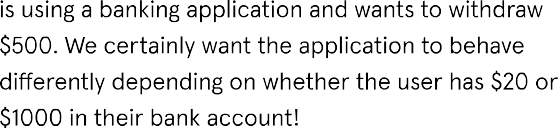 is using a banking application and wants to withdraw
$500. We certainly want the application to behave
differently depending on whether the user has $20 or
$1000 in their bank account!